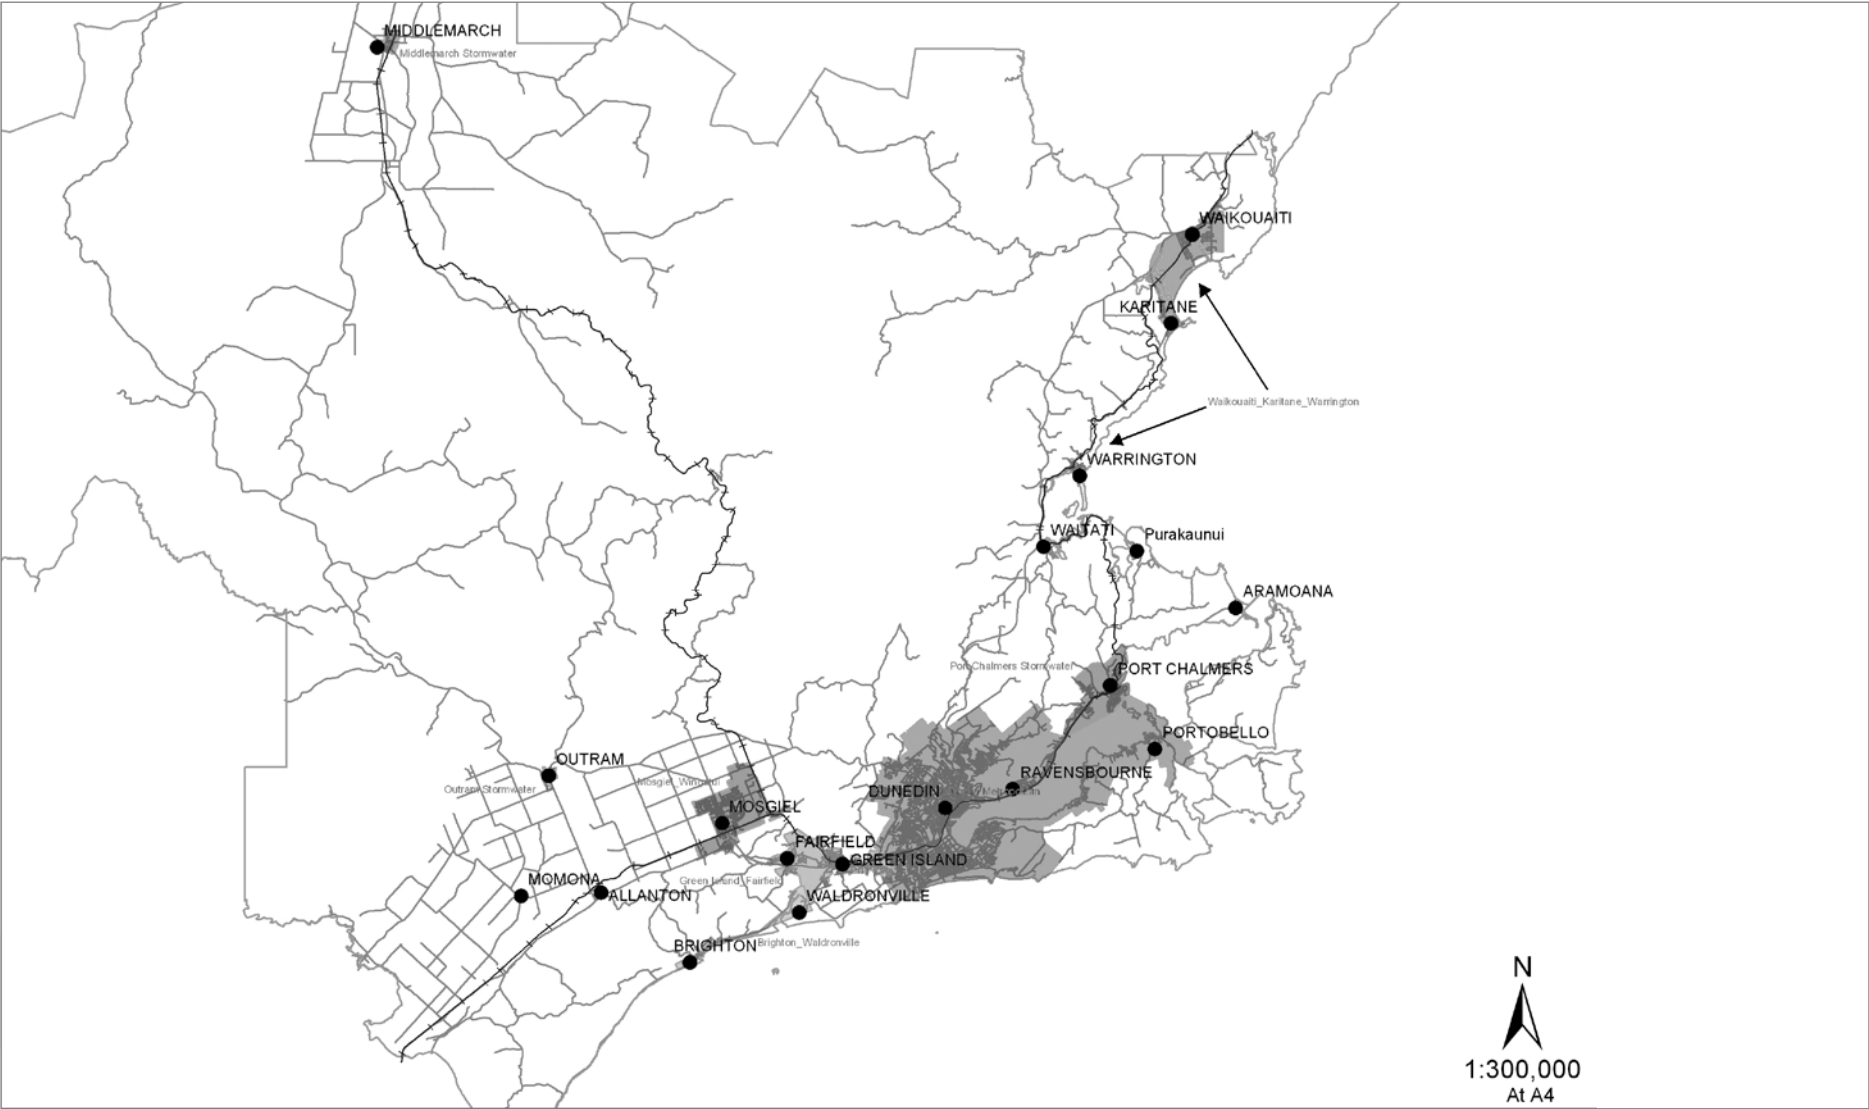 MIDDLEMARCH
Middlemarch Stormwater
WAIKOUAITI
KARITANE
Waikouaiti_Karitane_Warrington
WARRINGTON
WAITATI
Purakaunui
ARAMOANA
Port Chalmers Stormwater
PORT CHALMERS
PORTOBELLO
OUTRAM
Outram Stormwater
Mosgiel_Wingatui
RAVENSBOURNE
DUNEDIN
Metropolitan
MOSGIEL
FAIRFIELD
GREEN ISLAND
Green Island_Fairfield
MOMONA
ALLANTON
WALDRONVILLE
BRIGHTON
Brighton_Waldronville
N
1:300,000
At A4